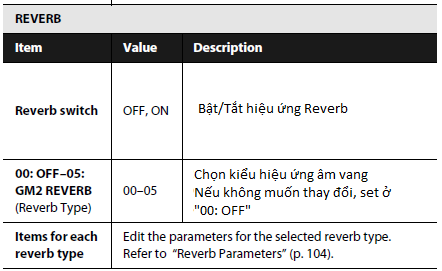 REVERB
Item Value Description
Reverb switch OFF, ON Bật/Tắt hiệu ứng Reverb
00: OFF–05:
GM2 REVERB
(Reverb Type)
00–05
Chọn kiểu hiệu ứng âm vang
Nếu không muốn thay đổi, set ở
"00: OFF"
Items for each
reverb type
Edit the parameters for the selected reverb type.
Refer to “Reverb Parameters” (p. 104).